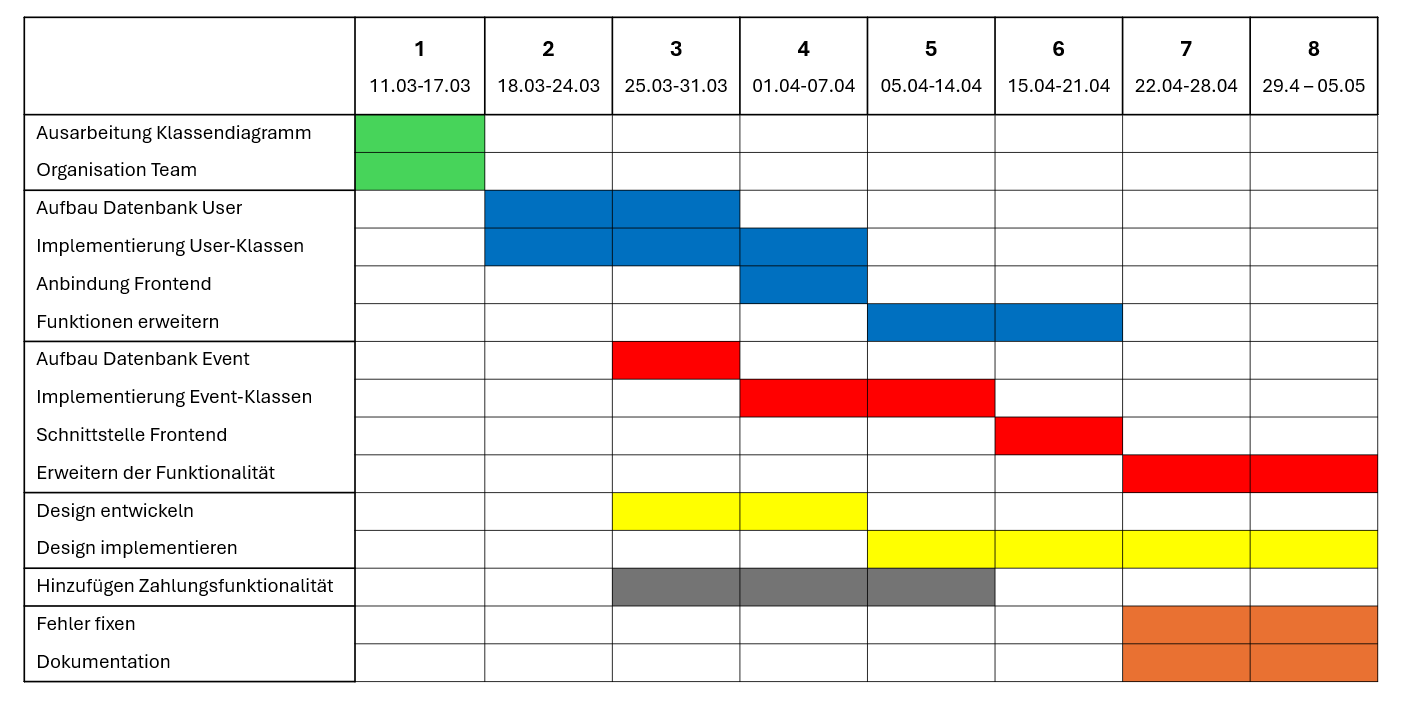 1 2 3 4 5 6 7 8
11.03-17.03 18.03-24.03 25.03-31.03 01.04-07.04 05.04-14.04 15.04-21.04 22.04-28.04 29.4 – 05.05
Ausarbeitung Klassendiagramm
Organisation Team
Aufbau Datenbank User
Implementierung User-Klassen
Anbindung Frontend
Funktionen erweitern
Aufbau Datenbank Event
Implementierung Event-Klassen
Schnittstelle Frontend
Erweitern der Funktionalität
Design entwickeln
Design implementieren
Hinzufügen Zahlungsfunktionalität
Fehler fixen
Dokumentation